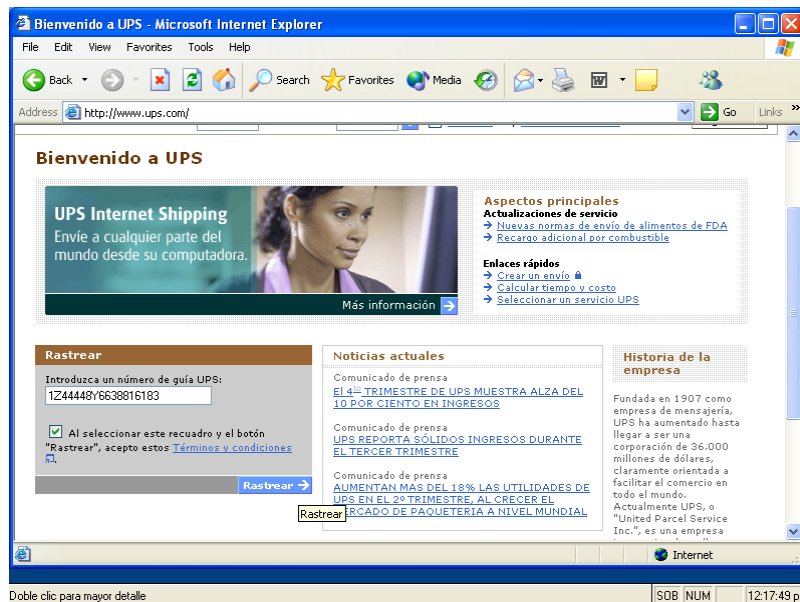 Bienvenido a UPS - Microsoft Internet Explorer
File Edit View Favorites Tools Help
Back Search Favorites Media
Address http://www.ups.com/ Go Links »
Bienvenido a UPS
UPS Internet Shipping
Envíe a cualquier parte del
mundo desde su computadora.
Más información
Aspectos principales
Actualizaciones de servicio
Nuevas normas de envío de alimentos de FDA
Recargo adicional por combustible
Enlaces rápidos
Crear un envío
Calcular tiempo y costo
Seleccionar un servicio UPS
Rastrear
Introduzca un número de guía UPS:
1Z44448Y6638816183
Al seleccionar este recuadro y el botón
"Rastrear", acepto estos Términos y condiciones
.
Rastrear
Rastrear
Noticias actuales
Comunicado de prensa
El 4to TRIMESTRE DE UPS MUESTRA ALZA DEL
10 POR CIENTO EN INGRESOS
Comunicado de prensa
UPS REPORTA SÓLIDOS INGRESOS DURANTE
EL TERCER TRIMESTRE
Comunicado de prensa
AUMENTAN MAS DEL 18% LAS UTILIDADES DE
UPS EN EL 2º TRIMESTRE, AL CRECER EL
MERCADO DE PAQUETERIA A NIVEL MUNDIAL
Historia de la
empresa
Fundada en 1907 como
empresa de mensajería,
UPS ha aumentado hasta
llegar a ser una
corporación de 36.000
millones de dólares,
claramente orientada a
facilitar el comercio en
todo el mundo.
Actualmente UPS, o
"United Parcel Service
Inc.", es una empresa
Internet
Doble clic para mayor detalle
SOB NUM 12:17:49 p